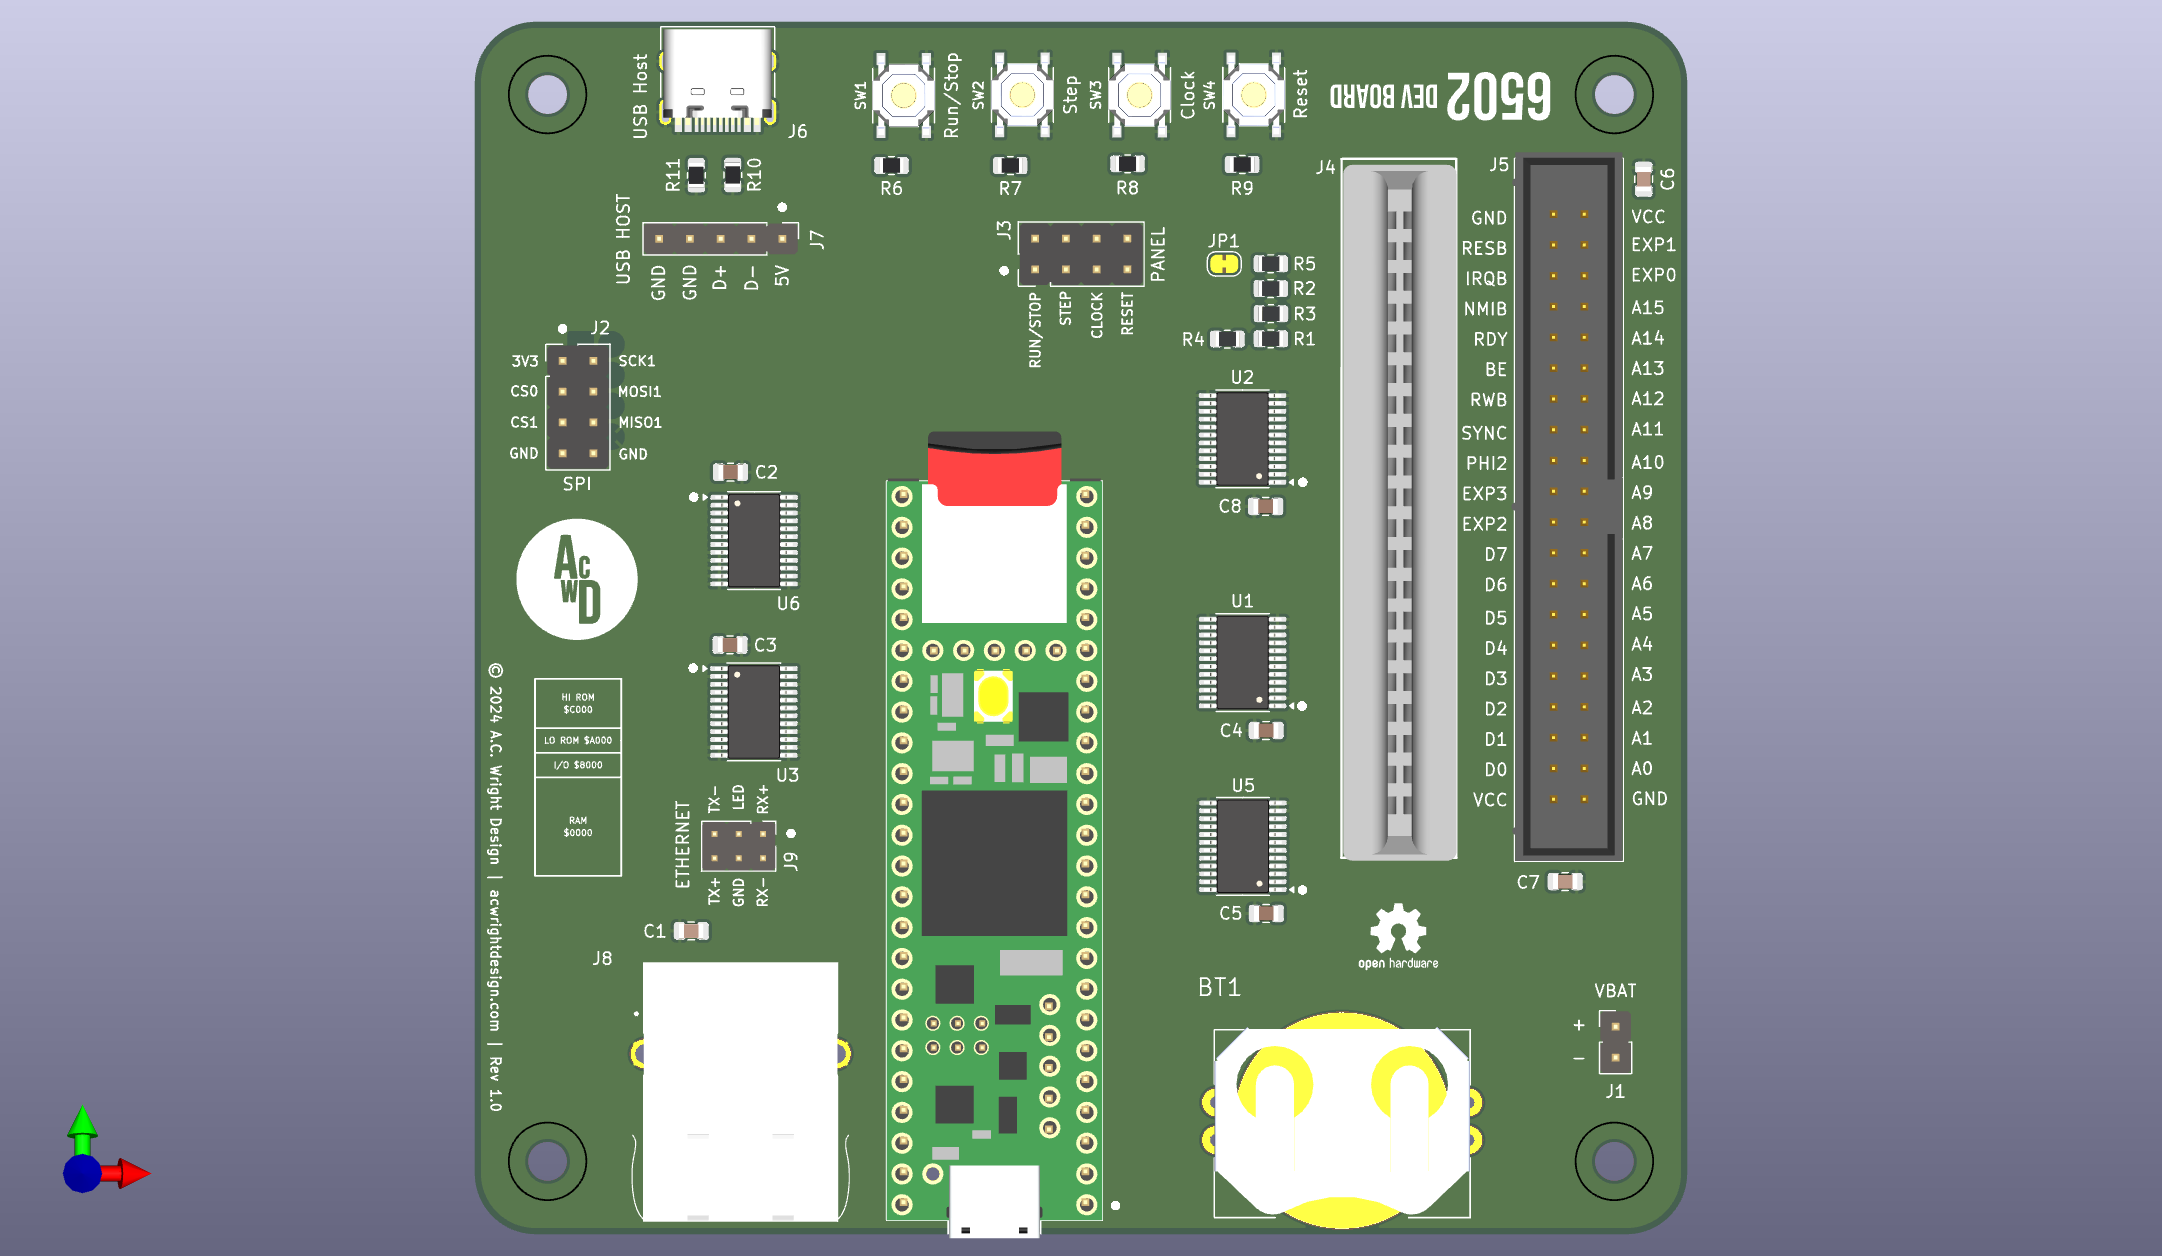 USB Host
J6
SW1
Run/Stop
SW2
Step
SW3
Clock
SW4
Reset
6502 DEV BOARD
R11
R10
R6
R7
R8
R9
J4
J5
C6
USB HOST
J7
GND
GND
D+
D-
5V
J3
PANEL
RUN/STOP
STEP
CLOCK
RESET
JP1
R5
R2
R3
R4
R1
J2
3V3
SCK1
CS0
MOSI1
CS1
MISO1
GND
GND
SPI
GND
VCC
RESB
EXP1
IRQB
EXP0
NMIB
A15
RDY
A14
BE
A13
RWB
A12
SYNC
A11
PHI2
A10
EXP3
A9
EXP2
A8
D7
A7
D6
A6
D5
A5
D4
A4
D3
A3
D2
A2
D1
A1
D0
A0
VCC
GND
C7
U2
C8
U1
C4
U5
C5
C2
U6
C3
U3
ACWD
© 2024 A.C. Wright Design | acwrightdesign.com | Rev 1.0
HI ROM
$C000
LO ROM $A000
I/O $8000
RAM
$0000
ETHERNET
TX-
LED
RX+
J9
TX+
GND
RX-
C1
J8
open hardware
BT1
VBAT
+
-
J1